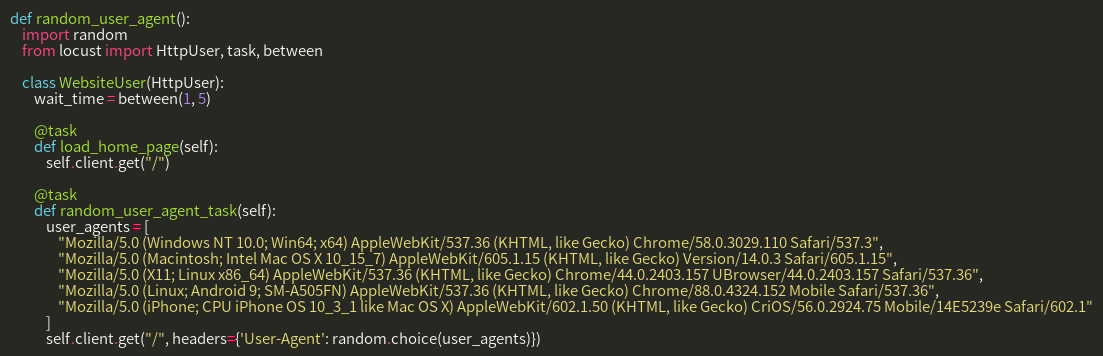 def random_user_agent():
    import random
    from locust import HttpUser, task, between

    class WebsiteUser(HttpUser):
        wait_time = between(1, 5)

        @task
        def load_home_page(self):
            self.client.get("/")

        @task
        def random_user_agent_task(self):
            user_agents = [
                "Mozilla/5.0 (Windows NT 10.0; Win64; x64) AppleWebKit/537.36 (KHTML, like Gecko) Chrome/58.0.3029.110 Safari/537.3",
                "Mozilla/5.0 (Macintosh; Intel Mac OS X 10_15_7) AppleWebKit/605.1.15 (KHTML, like Gecko) Version/14.0.3 Safari/605.1.15",
                "Mozilla/5.0 (X11; Linux x86_64) AppleWebKit/537.36 (KHTML, like Gecko) Chrome/44.0.2403.157 UBrowser/44.0.2403.157 Safari/537.36",
                "Mozilla/5.0 (Linux; Android 9; SM-A505FN) AppleWebKit/537.36 (KHTML, like Gecko) Chrome/88.0.4324.152 Mobile Safari/537.36",
                "Mozilla/5.0 (iPhone; CPU iPhone OS 10_3_1 like Mac OS X) AppleWebKit/602.1.50 (KHTML, like Gecko) CriOS/56.0.2924.75 Mobile/14E5239e Safari/602.1"
            ]
            self.client.get("/", headers={'User-Agent': random.choice(user_agents)})